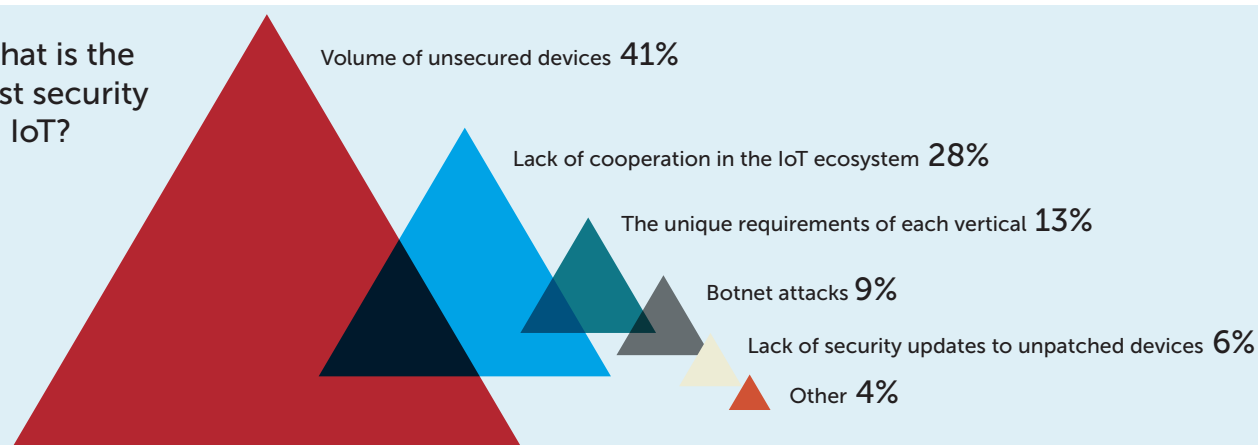 hat is the
st security
IoT?
Volume of unsecured devices 41%
Lack of cooperation in the IoT ecosystem 28%
The unique requirements of each vertical 13%
Botnet attacks 9%
Lack of security updates to unpatched devices 6%
Other 4%